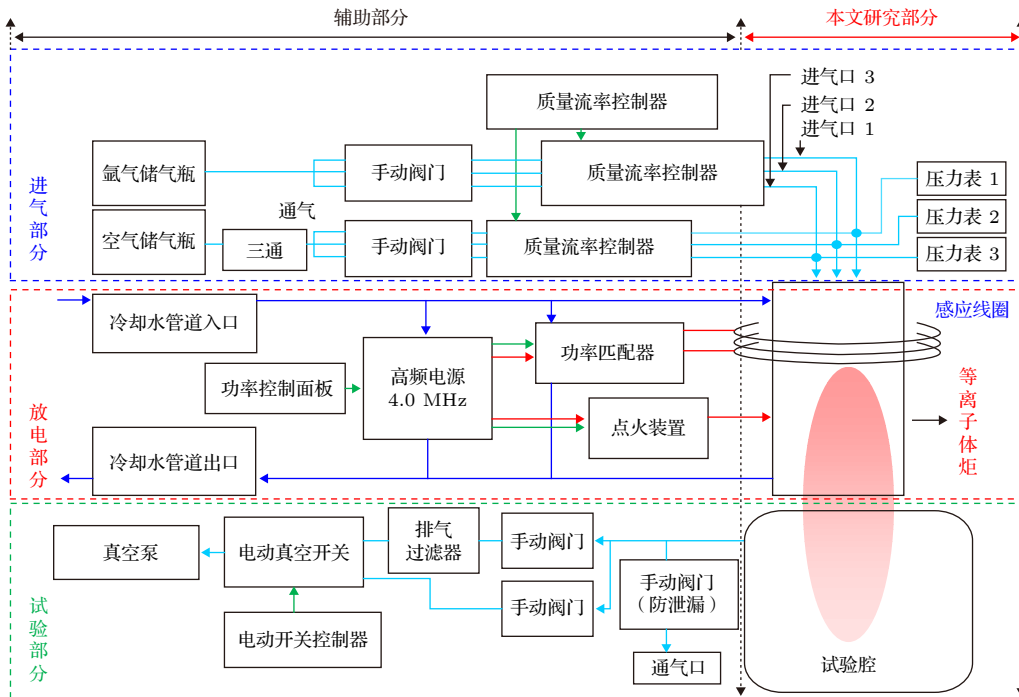 辅助部分
本文研究部分
进气口 3
进气口 2
进气口 1
质量流率控制器
氩气储气瓶
手动阀门
质量流率控制器
压力表 1
进气部分
空气储气瓶
通气
三通
手动阀门
质量流率控制器
压力表 2
压力表 3
冷却水管道入口
感应线圈
功率匹配器
高频电源
4.0 MHz
功率控制面板
点火装置
放电部分
等离子体炬
冷却水管道出口
真空泵
电动真空开关
排气
过滤器
手动阀门
手动阀门
手动阀门
(防泄漏)
试验部分
电动开关控制器
通气口
试验腔